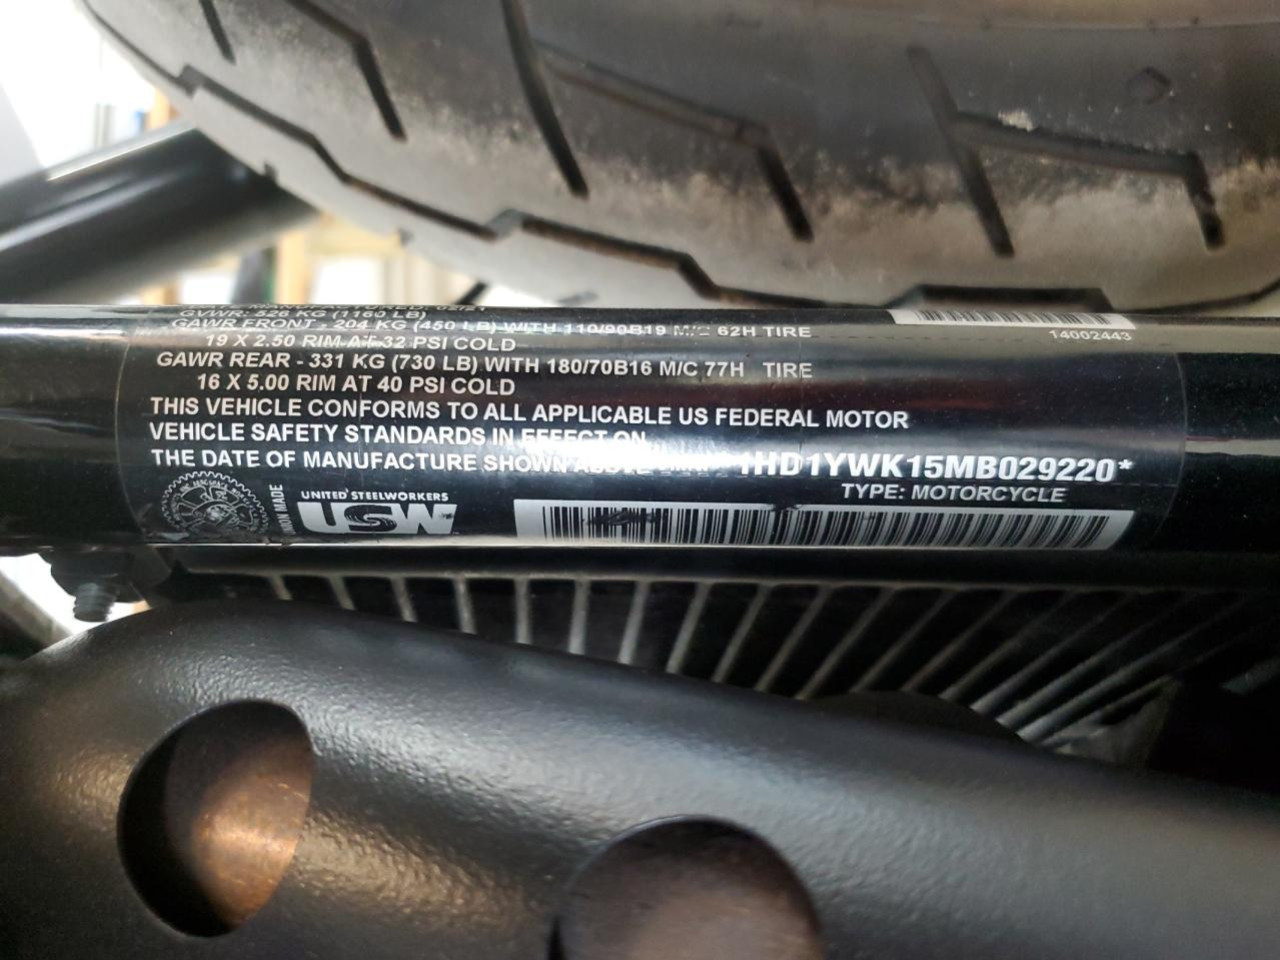 MANUFACTURED 02/21
GVWR: 526 KG (1160 LB)
GAWR FRONT - 204 KG (450 LB) WITH 110/90B19 M/C 62H TIRE
19 X 2.50 RIM AT 32 PSI COLD
14002443
GAWR REAR - 331 KG (730 LB) WITH 180/70B16 M/C 77H TIRE
16 X 5.00 RIM AT 40 PSI COLD
THIS VEHICLE CONFORMS TO ALL APPLICABLE US FEDERAL MOTOR
VEHICLE SAFETY STANDARDS IN EFFECT ON
THE DATE OF MANUFACTURE SHOWN ABOVE 1HD1YWK15MB029220*
TYPE: MOTORCYCLE
MADE
UNITED STEELWORKERS
USW